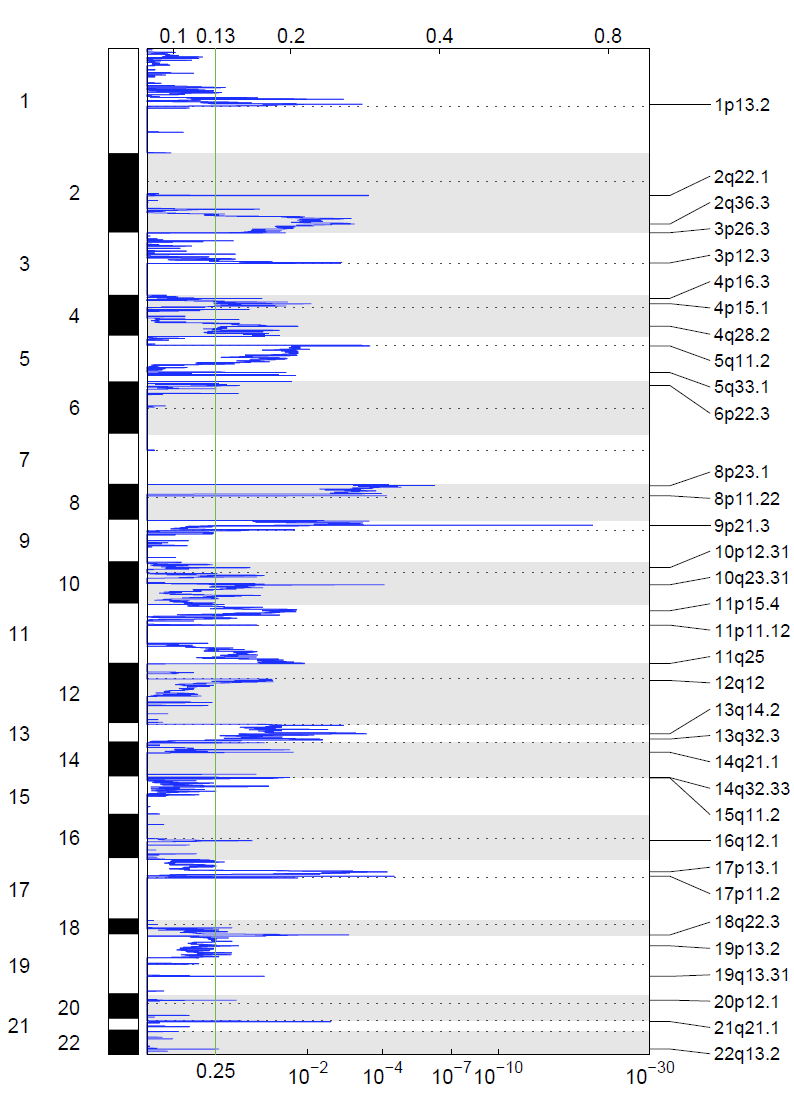 0.1 0.13 0.2 0.4 0.8
1
2
3
4
5
6
7
8
9
10
11
12
13
14
15
16
17
18
19
20
21
22
1p13.2
2q22.1
2q36.3
3p26.3
3p12.3
4p16.3
4p15.1
4q28.2
5q11.2
5q33.1
6p22.3
8p23.1
8p11.22
9p21.3
10p12.31
10q23.31
11p15.4
11p11.12
11q25
12q12
13q14.2
13q32.3
14q21.1
14q32.33
15q11.2
16q12.1
17p13.1
17p11.2
18q22.3
19p13.2
19q13.31
20p12.1
21q21.1
22q13.2
0.25 10⁻² 10⁻⁴ 10⁻⁷ 10⁻¹⁰ 10⁻³⁰